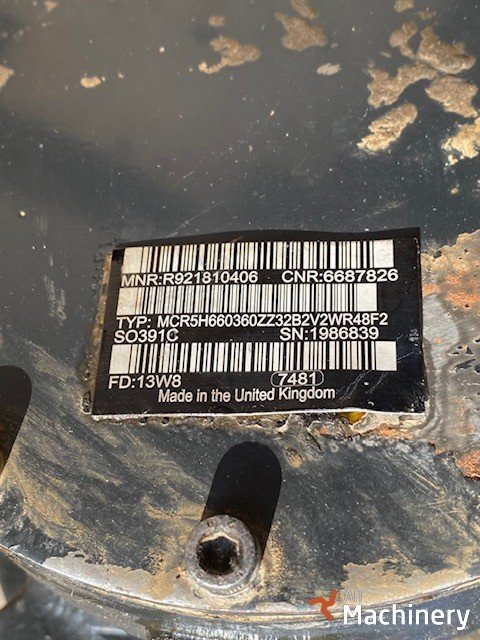 MNR:R921810406 CNR:6687826
TYP: MCR5H660360ZZ32B2V2WR48F2
SO391C SN:1986839
FD:13W8 7481
Made in the United Kingdom
Machinery